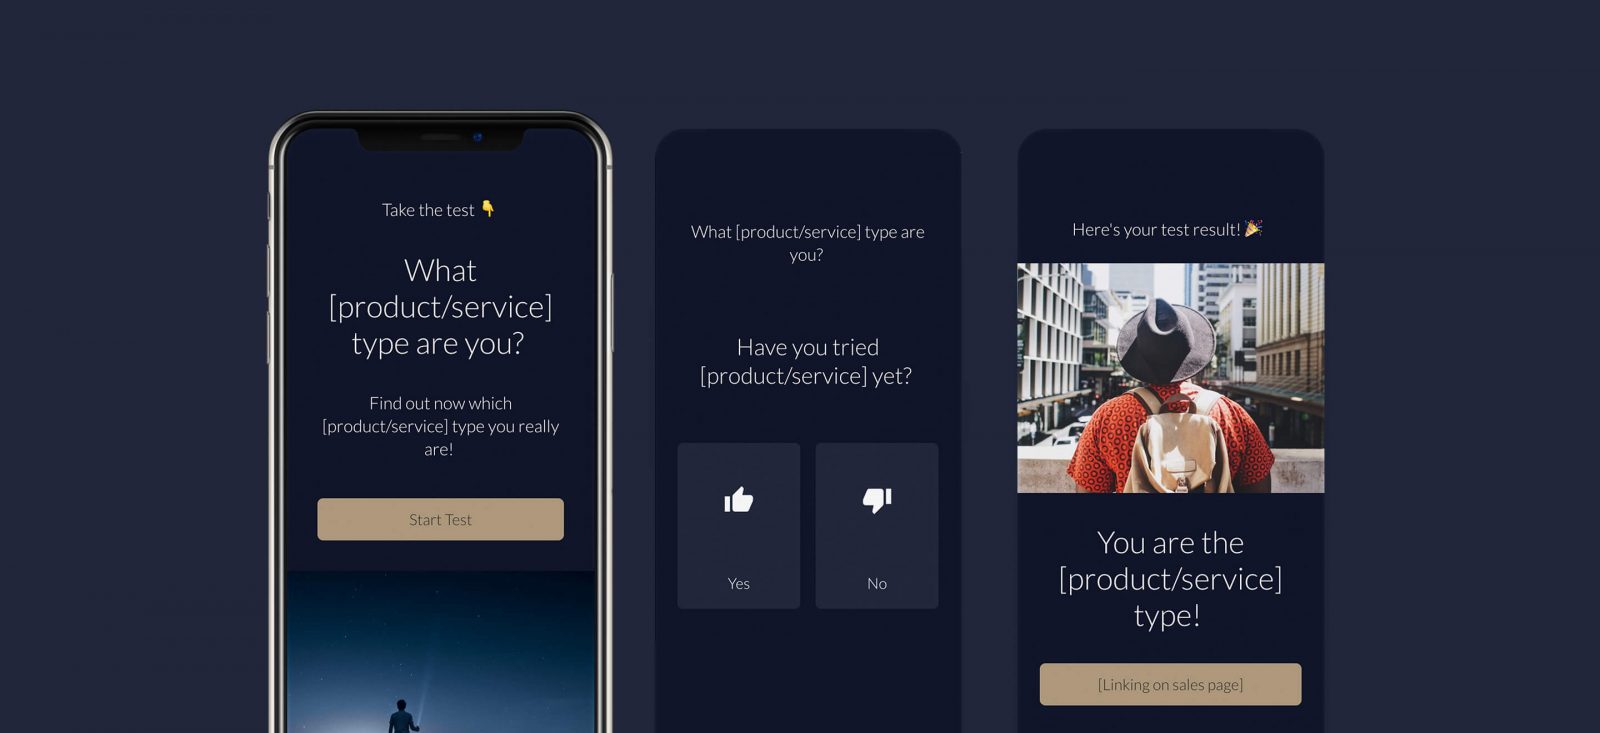 Take the test 👇
What
[product/service]
type are you?
Find out now which
[product/service] type you really
are!
Start Test
What [product/service] type are
you?
Have you tried
[product/service] yet?
Yes
No
Here's your test result! 🎉
You are the
[product/service]
type!
[Linking on sales page]